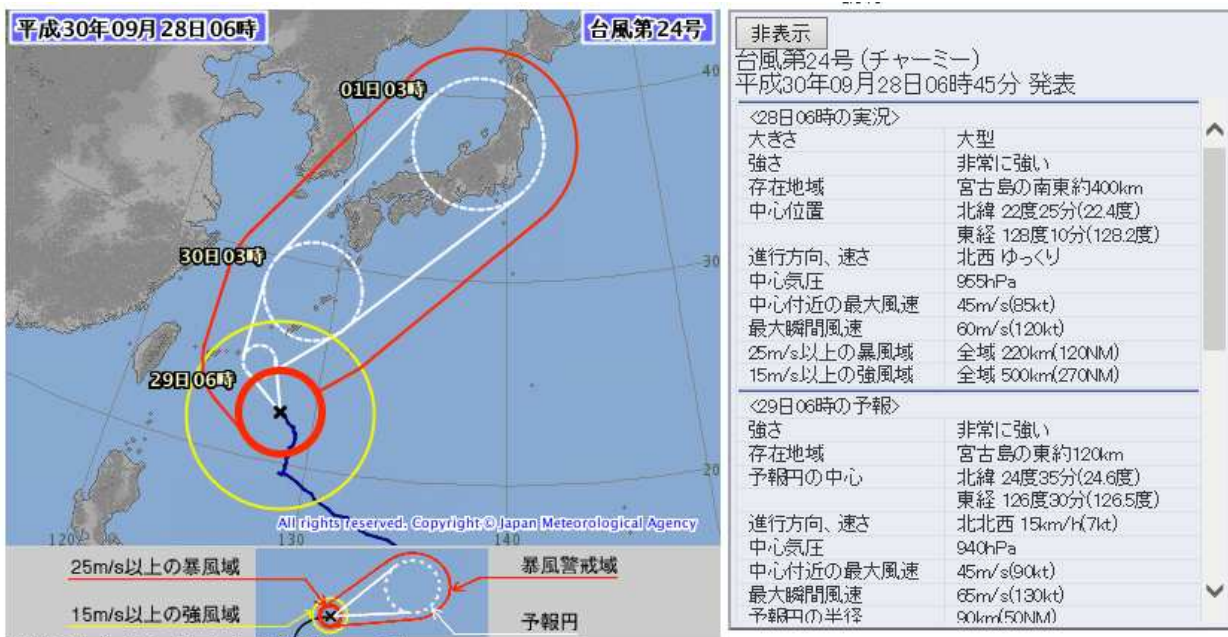 平成30年09月28日06時
台風第24号
01日03時
30日03時
29日06時
40
30
20
120
130
140
All rights reserved. Copyright © Japan Meteorological Agency
25m/s以上の暴風域
暴風警戒域
15m/s以上の強風域
予報円
非表示
台風第24号 (チャーミー)
平成30年09月28日06時45分 発表
<28日06時の実況>
大きさ 大型
強さ 非常に強い
存在地域 宮古島の南東約400km
中心位置 北緯 22度25分(22.4度)
東経 128度10分(128.2度)
進行方向、速さ 北西 ゆっくり
中心気圧 955hPa
中心付近の最大風速 45m/s(85kt)
最大瞬間風速 60m/s(120kt)
25m/s以上の暴風域 全域 220km(120NM)
15m/s以上の強風域 全域 500km(270NM)
<29日06時の予報>
強さ 非常に強い
存在地域 宮古島の東約120km
予報円の中心 北緯 24度35分(24.6度)
東経 126度30分(126.5度)
進行方向、速さ 北北西 15km/h(7kt)
中心気圧 940hPa
中心付近の最大風速 45m/s(90kt)
最大瞬間風速 65m/s(130kt)
予報円の半径 90km(50NM)